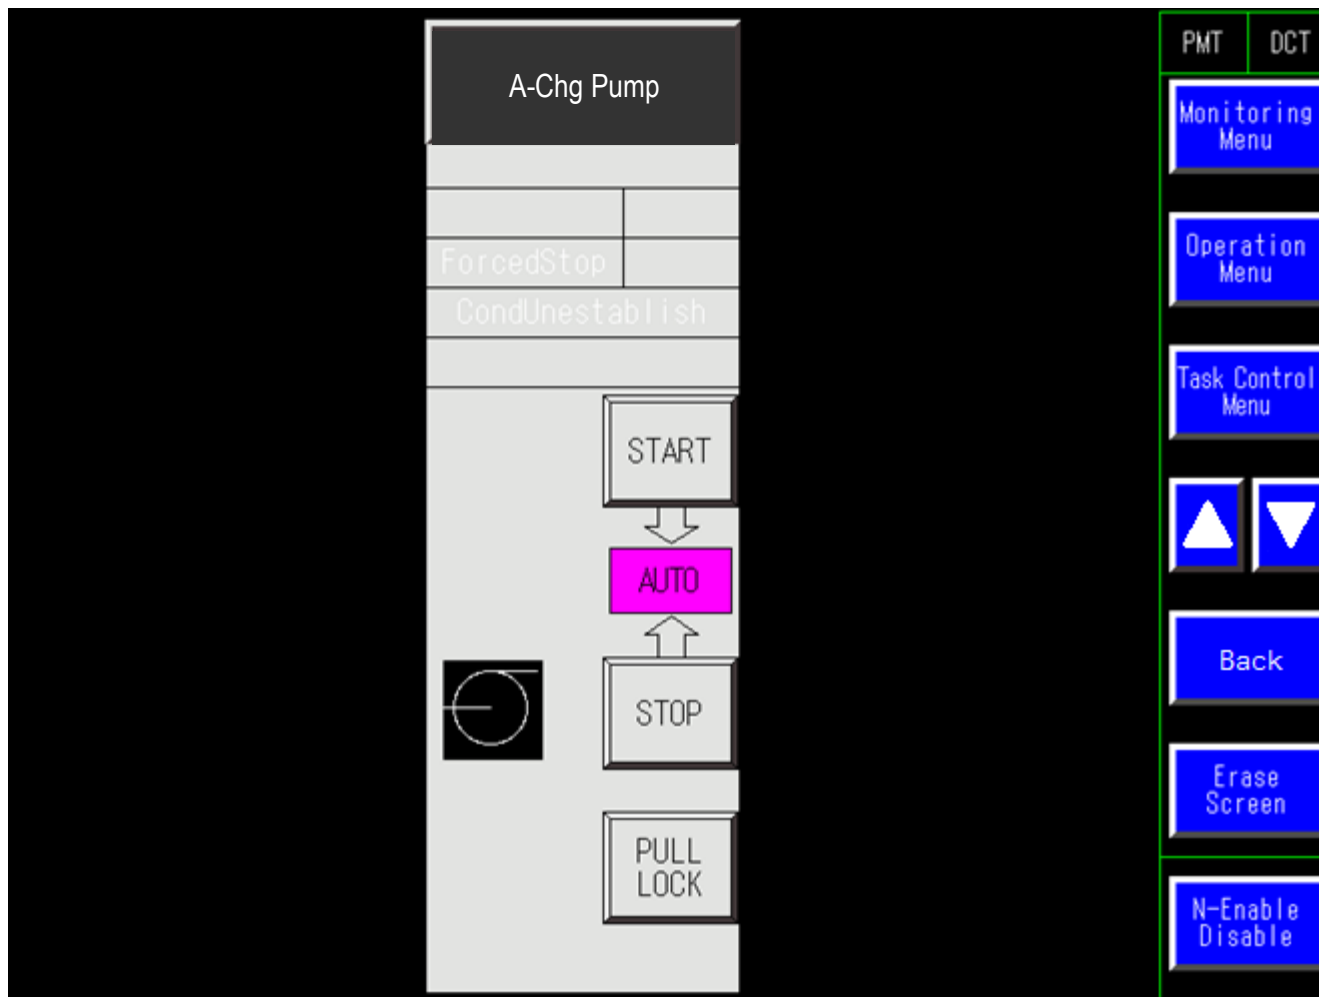 A-Chg Pump
ForcedStop
CondUnestablish
START
AUTO
STOP
PULL
LOCK
PMT DCT
Monitoring
Menu
Operation
Menu
Task Control
Menu
Back
Erase
Screen
N-Enable
Disable